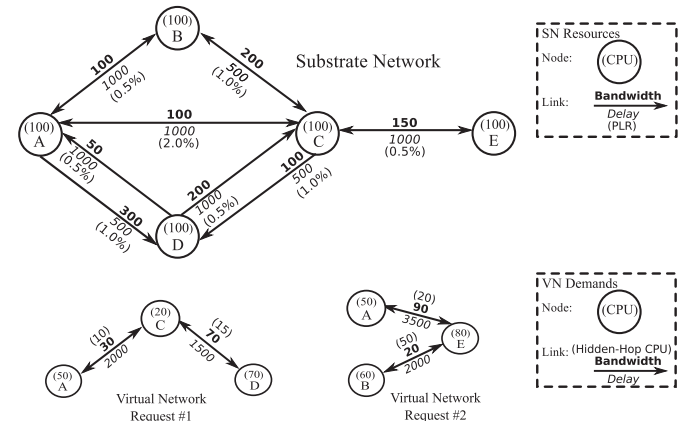 (100)
B
100
1000
(0.5%)
200
500
(1.0%)
Substrate Network
SN Resources
Node:
(CPU)
Link:
Bandwidth
Delay
(PLR)
(100)
A
100
1000
(2.0%)
(100)
C
150
1000
(0.5%)
(100)
E
50
1000
(0.5%)
300
500
(1.0%)
200
1000
(0.5%)
100
500
(1.0%)
(100)
D
(50)
A
(10)
30
2000
(20)
C
(15)
70
1500
(70)
D
Virtual Network
Request #1
(50)
A
(20)
90
3500
(80)
E
(50)
20
2000
(60)
B
Virtual Network
Request #2
VN Demands
Node:
(CPU)
Link:
(Hidden-Hop CPU)
Bandwidth
Delay